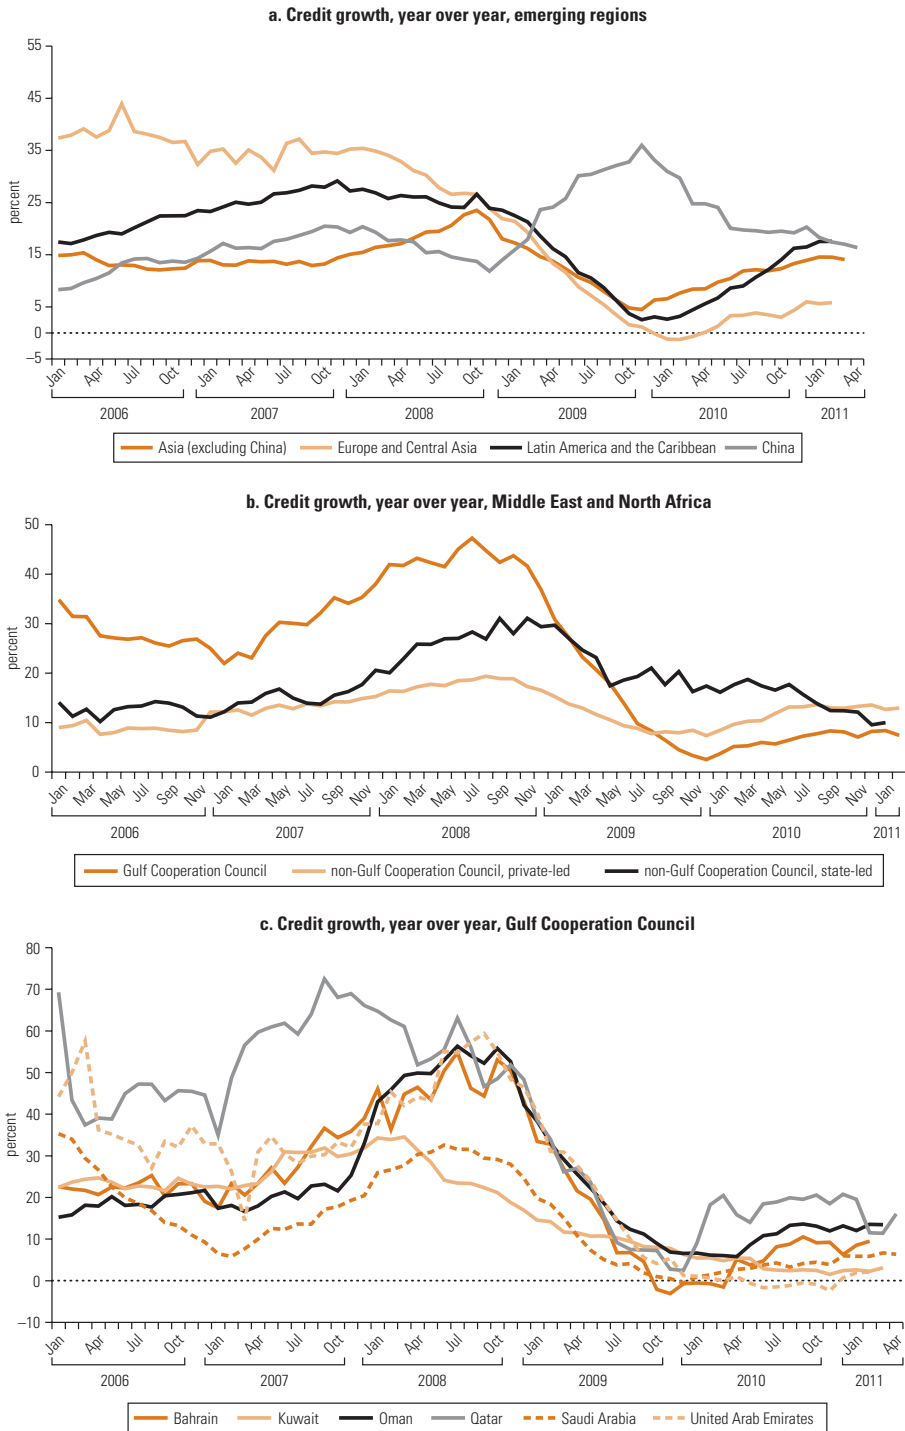 a. Credit growth, year over year, emerging regions
percent
55
45
35
25
15
5
0
–5
Jan Apr Jul Oct Jan Apr Jul Oct Jan Apr Jul Oct Jan Apr Jul Oct Jan Apr Jul Oct Jan Apr
2006 2007 2008 2009 2010 2011
Asia (excluding China) Europe and Central Asia Latin America and the Caribbean China
b. Credit growth, year over year, Middle East and North Africa
percent
50
40
30
20
10
0
Jan Mar May Jul Sep Nov Jan Mar May Jul Sep Nov Jan Mar May Jul Sep Nov Jan Mar May Jul Sep Nov Jan Mar May Jul Sep Nov Jan
2006 2007 2008 2009 2010 2011
Gulf Cooperation Council non-Gulf Cooperation Council, private-led non-Gulf Cooperation Council, state-led
c. Credit growth, year over year, Gulf Cooperation Council
percent
80
70
60
50
40
30
20
10
0
–10
Jan Apr Jul Oct Jan Apr Jul Oct Jan Apr Jul Oct Jan Apr Jul Oct Jan Apr Jul Oct Jan Apr
2006 2007 2008 2009 2010 2011
Bahrain Kuwait Oman Qatar Saudi Arabia United Arab Emirates